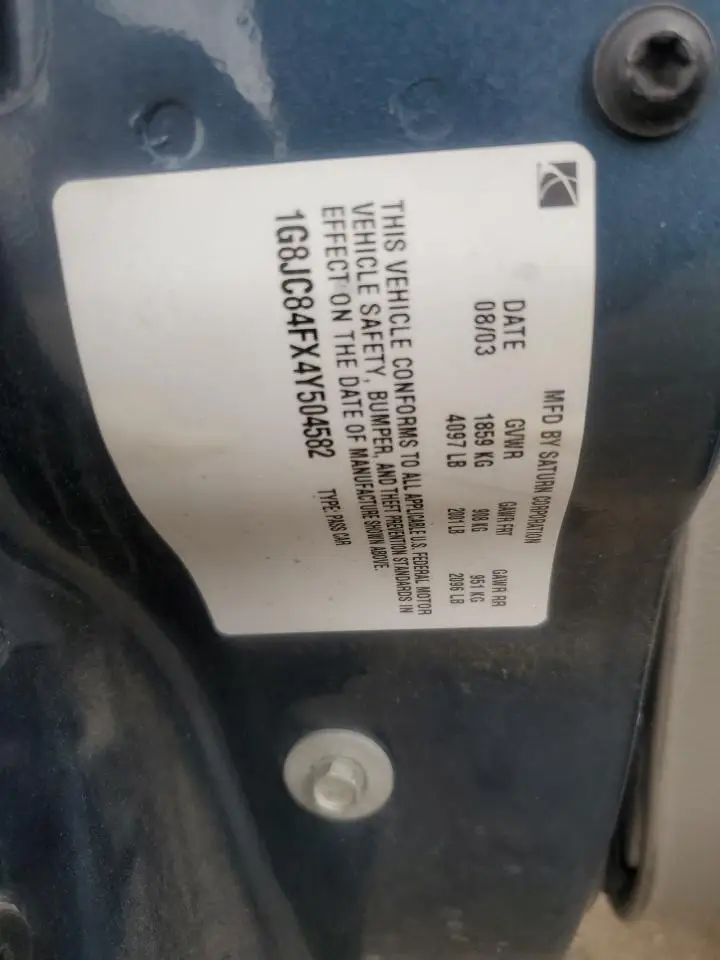 MFD BY SATURN CORPORATION
DATE GVWR GAWR FRT GAWR RR
08/03 1859 KG 908 KG 951 KG
4097 LB 2001 LB 2096 LB
THIS VEHICLE CONFORMS TO ALL APPLICABLE U.S. FEDERAL MOTOR
VEHICLE SAFETY, BUMPER, AND THEFT PREVENTION STANDARDS IN
EFFECT ON THE DATE OF MANUFACTURE SHOWN ABOVE.
1G8JC84FX4Y504582 TYPE: PASS CAR